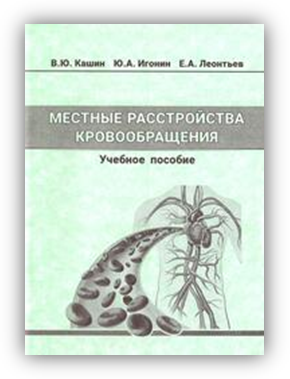 В.Ю. Кашин Ю.А. Игонин Е.А. Леонтьев
МЕСТНЫЕ РАССТРОЙСТВА
КРОВООБРАЩЕНИЯ
Учебное пособие